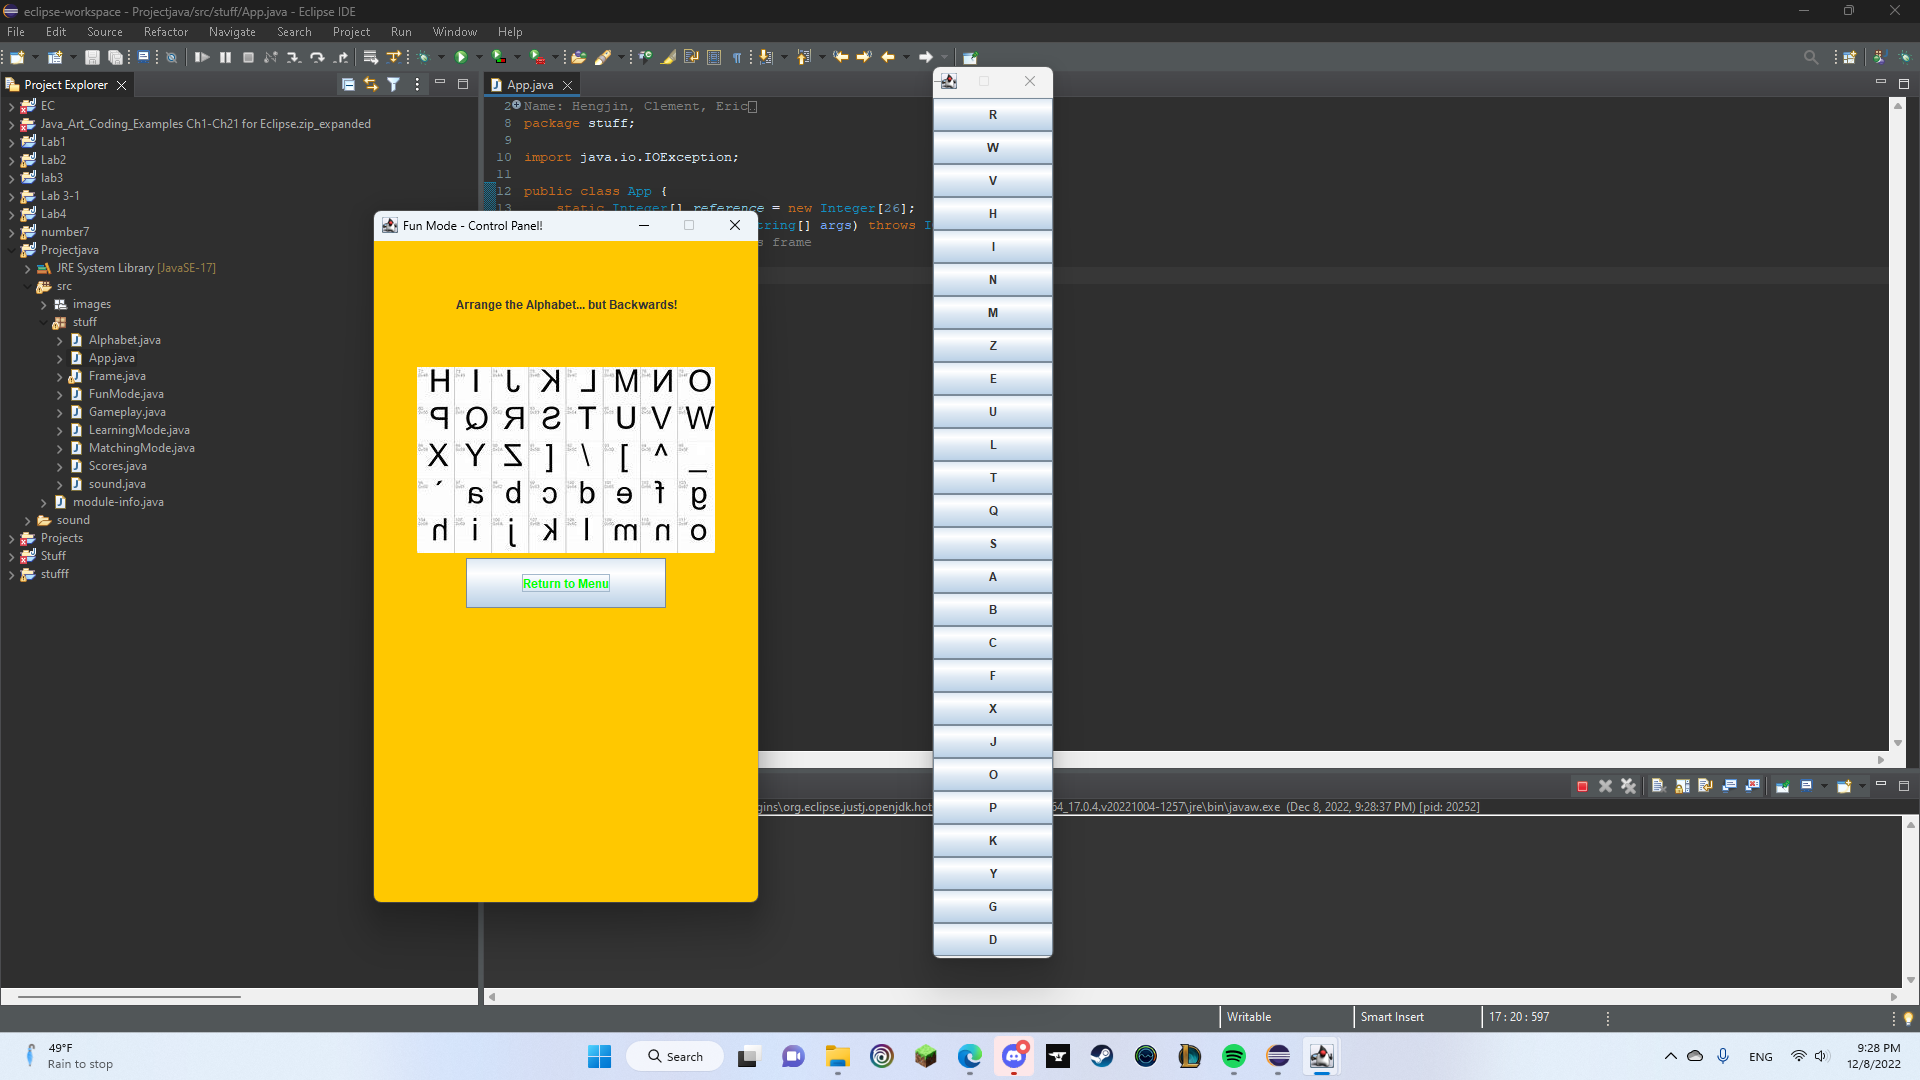 eclipse-workspace - Projectjava/src/stuff/App.java - Eclipse IDE
File Edit Source Refactor Navigate Search Project Run Window Help
Project Explorer
EC
Java_Art_Coding_Examples Ch1-Ch21 for Eclipse.zip_expanded
Lab1
Lab2
lab3
Lab 3-1
Lab4
number7
Projectjava
JRE System Library [JavaSE-17]
src
images
stuff
Alphabet.java
App.java
Frame.java
FunMode.java
Gameplay.java
LearningMode.java
MatchingMode.java
Scores.java
sound.java
module-info.java
sound
Projects
Stuff
stufff
App.java
2 Name: Hengjin, Clement, Eric
8 package stuff;
9
10 import java.io.IOException;
11
12 public class App {
13 static Integer[] reference = new Integer[26];
tring[] args) throws I
s frame
Fun Mode - Control Panel!
Arrange the Alphabet... but Backwards!
H I J K L M N O
P Q R S T U V W
X Y Z [ / ] ^ _
` a b c d e f g
h i j k l m n o
Return to Menu
R
W
V
H
I
N
M
Z
E
U
L
T
Q
S
A
B
C
F
X
J
O
P
K
Y
G
D
gins\org.eclipse.justj.openjdk.hot
64_17.0.4.v20221004-1257\jre\bin\javaw.exe (Dec 8, 2022, 9:28:37 PM) [pid: 20252]
Writable
Smart Insert
17 : 20 : 597
49°F
Rain to stop
Search
ENG
9:28 PM
12/8/2022